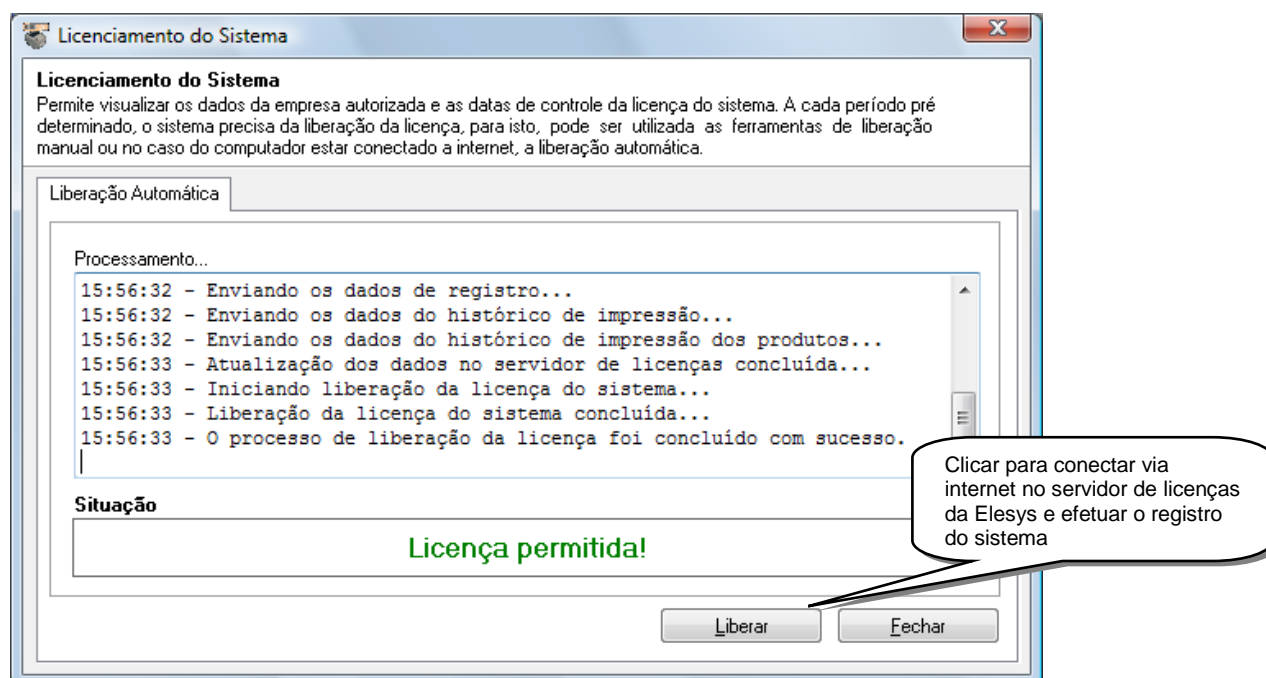 Licenciamento do Sistema
Licenciamento do Sistema
Permite visualizar os dados da empresa autorizada e as datas de controle da licença do sistema. A cada período pré
determinado, o sistema precisa da liberação da licença, para isto, pode ser utilizada as ferramentas de liberação
manual ou no caso do computador estar conectado a internet, a liberação automática.
Liberação Automática
Processamento...
15:56:32 - Enviando os dados de registro...
15:56:32 - Enviando os dados do histórico de impressão...
15:56:32 - Enviando os dados do histórico de impressão dos produtos...
15:56:33 - Atualização dos dados no servidor de licenças concluída...
15:56:33 - Iniciando liberação da licença do sistema...
15:56:33 - Liberação da licença do sistema concluída...
15:56:33 - O processo de liberação da licença foi concluído com sucesso.
Situação
Licença permitida!
Clicar para conectar via
internet no servidor de licenças
da Elesys e efetuar o registro
do sistema
Liberar
Fechar